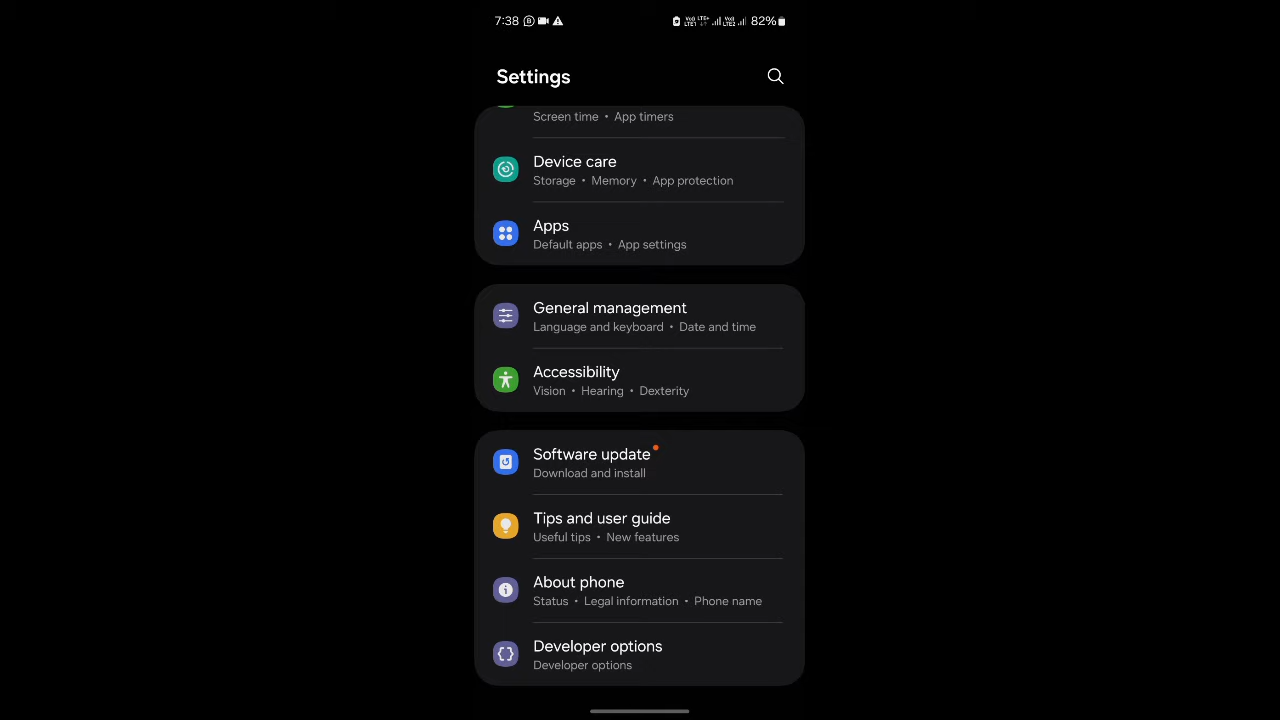 7:38 82%
Settings
Screen time • App timers
Device care
Storage • Memory • App protection
Apps
Default apps • App settings
General management
Language and keyboard • Date and time
Accessibility
Vision • Hearing • Dexterity
Software update
Download and install
Tips and user guide
Useful tips • New features
About phone
Status • Legal information • Phone name
Developer options
Developer options